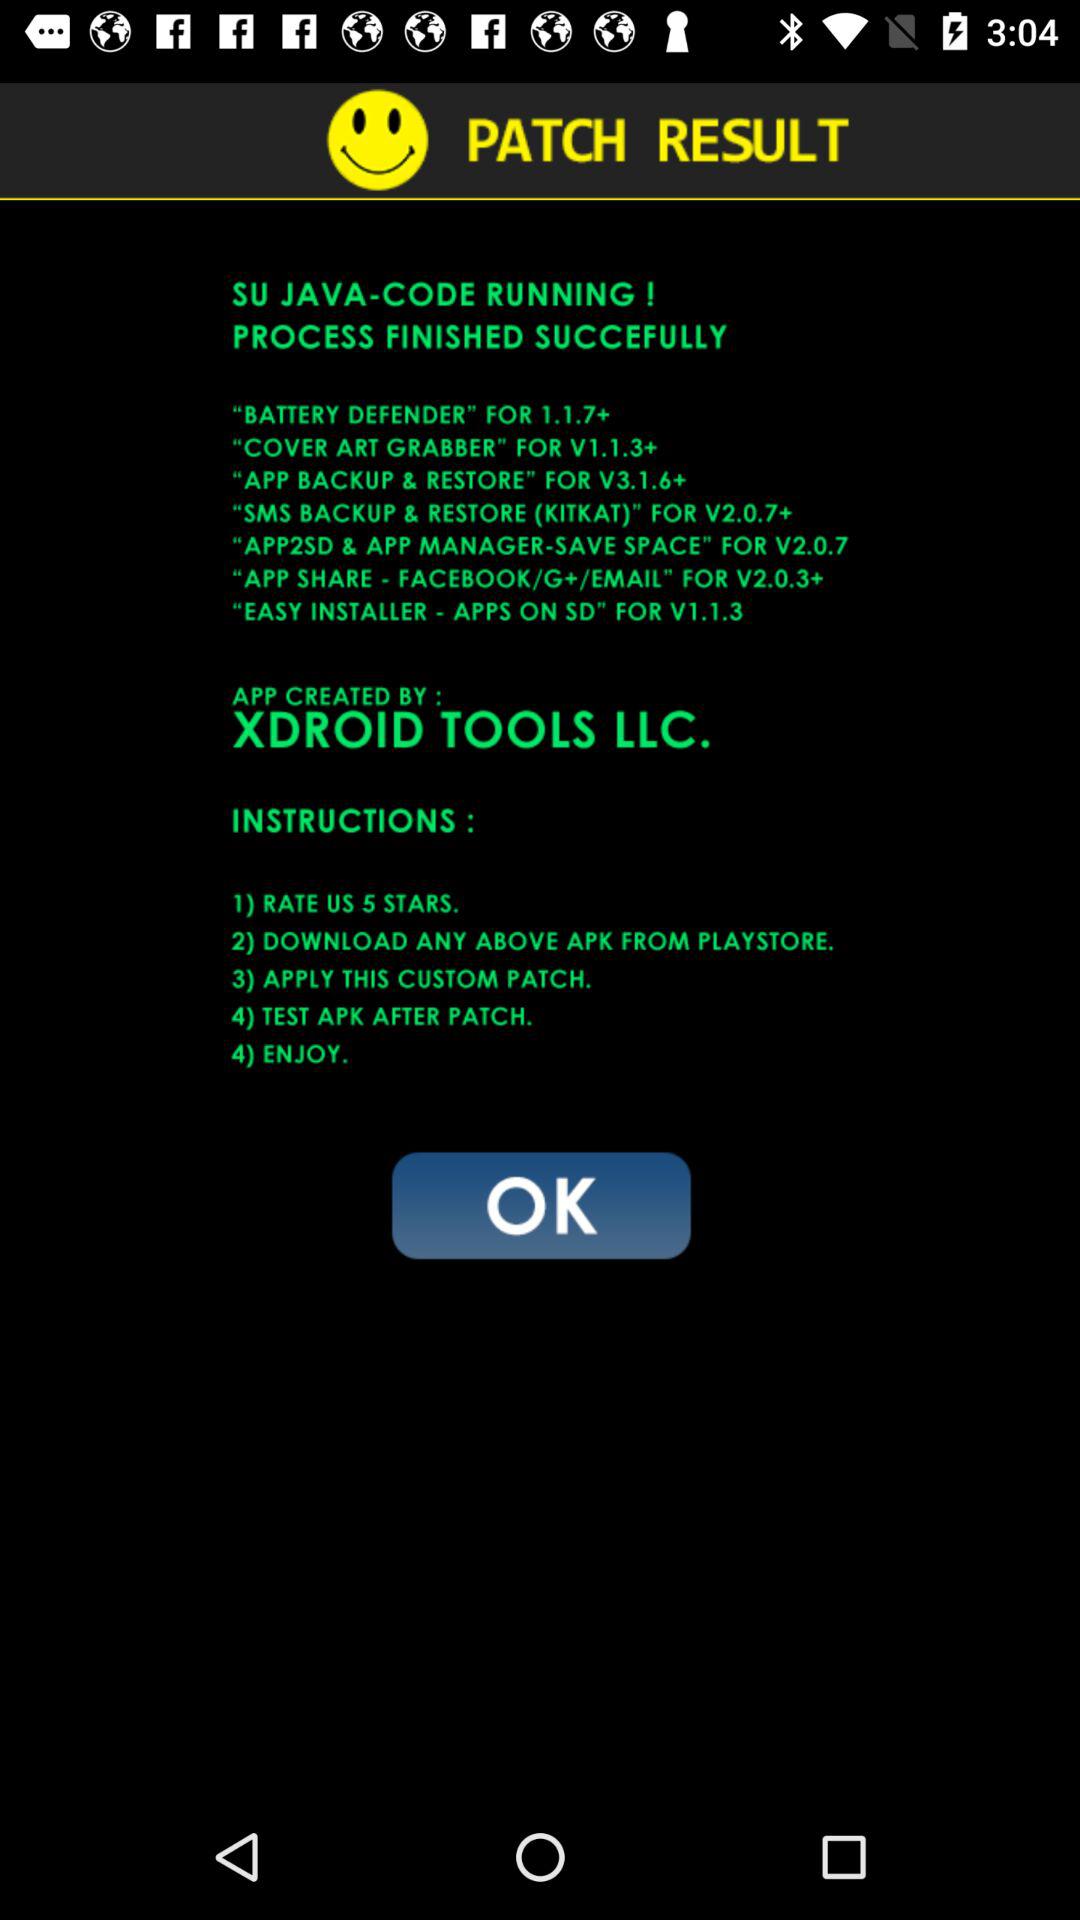 3:04
PATCH RESULT
SU JAVA-CODE RUNNING !
PROCESS FINISHED SUCCEFULLY
“BATTERY DEFENDER” FOR 1.1.7+
“COVER ART GRABBER” FOR V1.1.3+
“APP BACKUP & RESTORE” FOR V3.1.6+
“SMS BACKUP & RESTORE (KITKAT)” FOR V2.0.7+
“APP2SD & APP MANAGER-SAVE SPACE” FOR V2.0.7
“APP SHARE - FACEBOOK/G+/EMAIL” FOR V2.0.3+
“EASY INSTALLER - APPS ON SD” FOR V1.1.3
APP CREATED BY :
XDROID TOOLS LLC.
INSTRUCTIONS :
1) RATE US 5 STARS.
2) DOWNLOAD ANY ABOVE APK FROM PLAYSTORE.
3) APPLY THIS CUSTOM PATCH.
4) TEST APK AFTER PATCH.
4) ENJOY.
OK